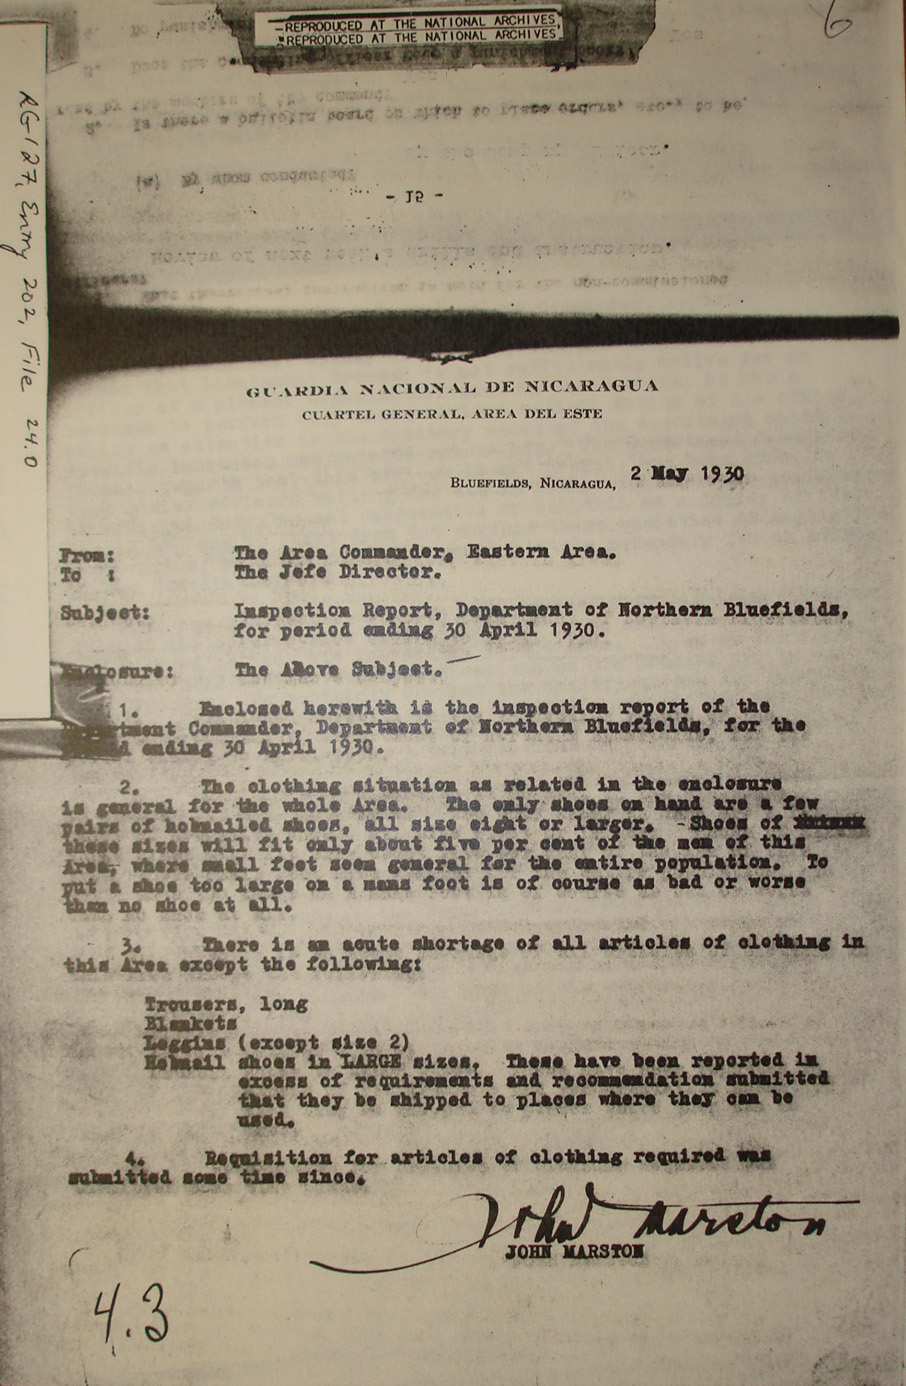 6
REPRODUCED AT THE NATIONAL ARCHIVES
REPRODUCED AT THE NATIONAL ARCHIVES
RG-127, Entry 202, File 24.0
GUARDIA NACIONAL DE NICARAGUA
CUARTEL GENERAL, AREA DEL ESTE
BLUEFIELDS, NICARAGUA, 2 May 1930
From: The Area Commander, Eastern Area.
To : The Jefe Director.
Subject: Inspection Report, Department of Northern Bluefields,
for period ending 30 April 1930.
Enclosure: The Above Subject.
1. Enclosed herewith is the inspection report of the
Department Commander, Department of Northern Bluefields, for the
ending 30 April 1930.
2. The clothing situation as related in the enclosure
is general for the whole Area. The only shoes on hand are a few
pairs of hobnailed shoes, all size eight or larger. - Shoes of
these sizes will fit only about five per cent of the men of this
Area, where small feet seem general for the entire population. To
put a shoe too large on a mans foot is of course as bad or worse
than no shoe at all.
3. There is an acute shortage of all articles of clothing in
this Area except the following:
Trousers, long
Blankets
Leggins (except size 2)
Hobnail shoes in LARGE sizes. These have been reported in
excess of requirements and recommendation submitted
that they be shipped to places where they can be
used.
4. Requisition for articles of clothing required was
submitted some time since.
John Marston
JOHN MARSTON
4.3